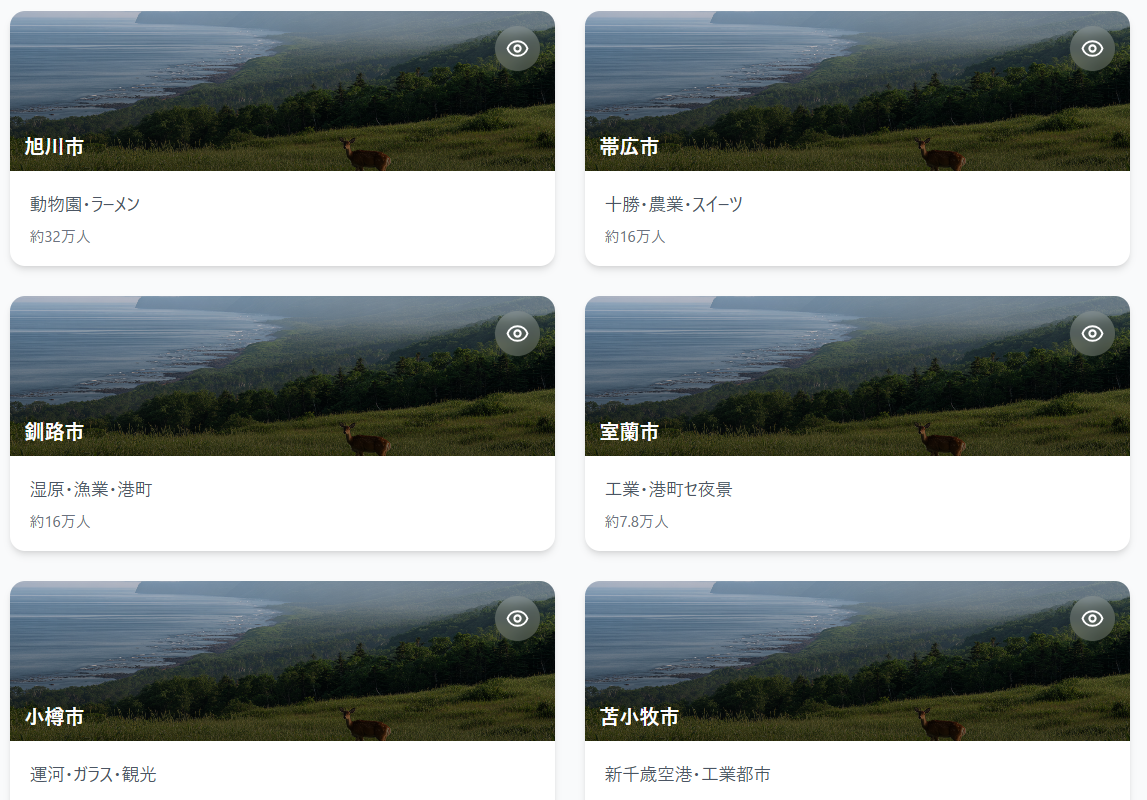 旭川市
動物園・ラーメン
約32万人
帯広市
十勝・農業・スイーツ
約16万人
釧路市
湿原・漁業・港町
約16万人
室蘭市
工業・港町セ夜景
約7.8万人
小樽市
運河・ガラス・観光
苫小牧市
新千歳空港・工業都市